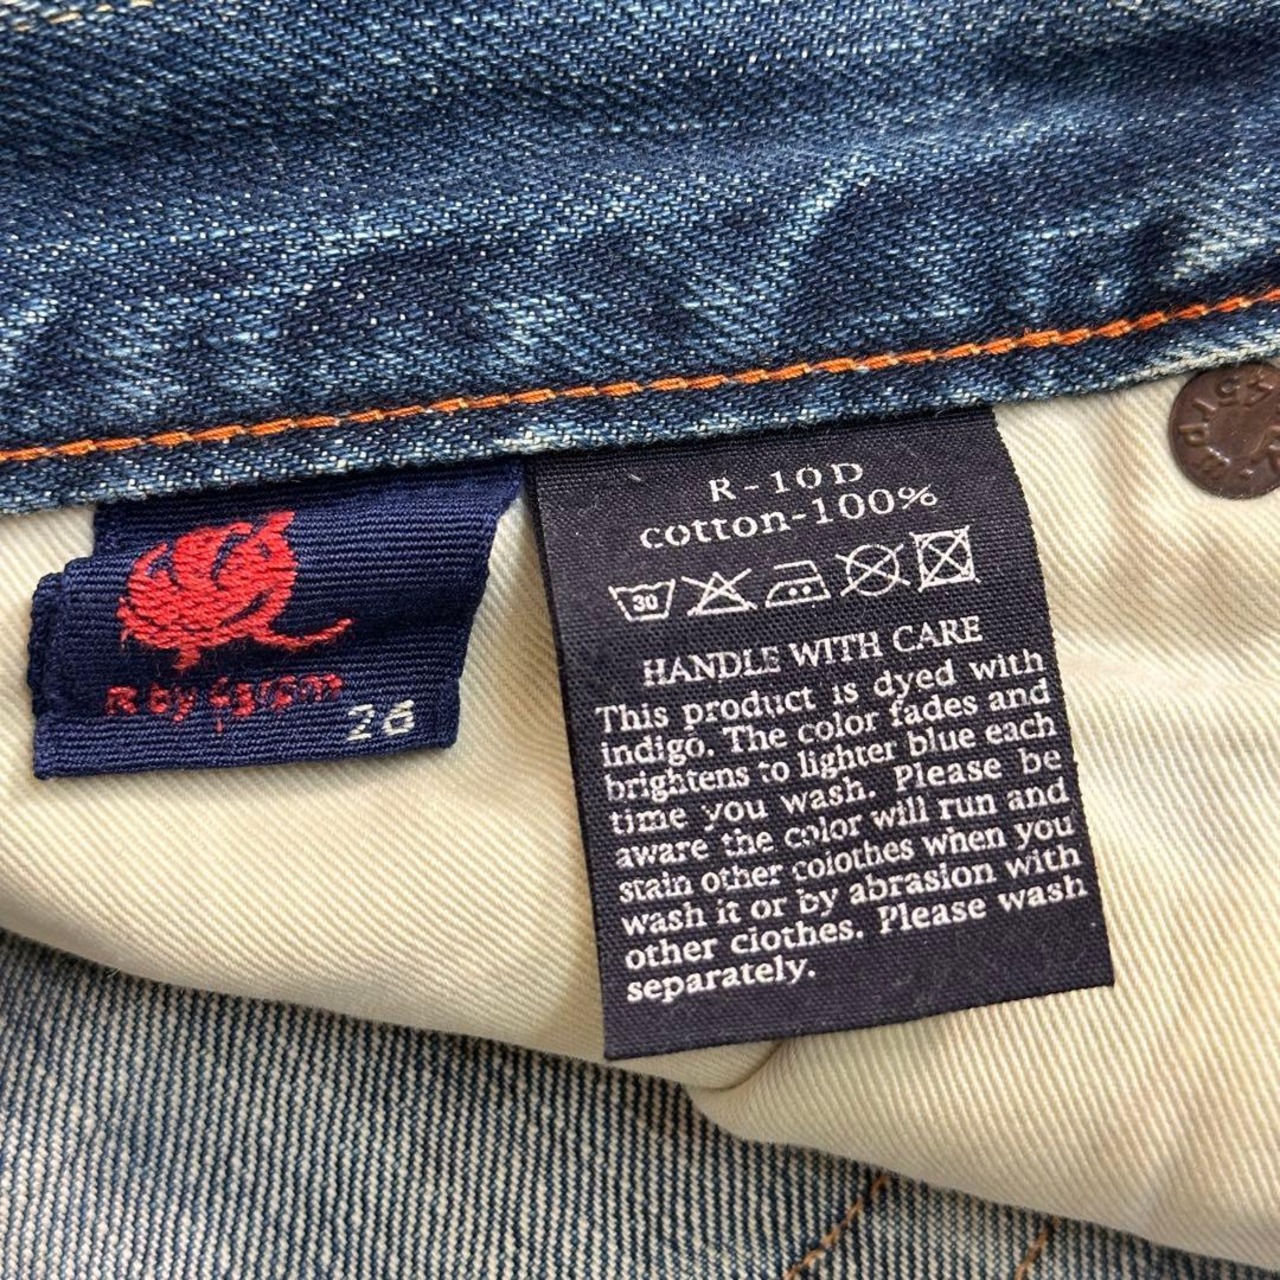 R by 45rpm
26
R-10D
cotton-100%
30
HANDLE WITH CARE
This product is dyed with
indigo. The color fades and
brightens to lighter blue each
time you wash. Please be
aware the color will run and
stain other colothes when you
wash it or by abrasion with
other clothes. Please wash
separately.
45rpm